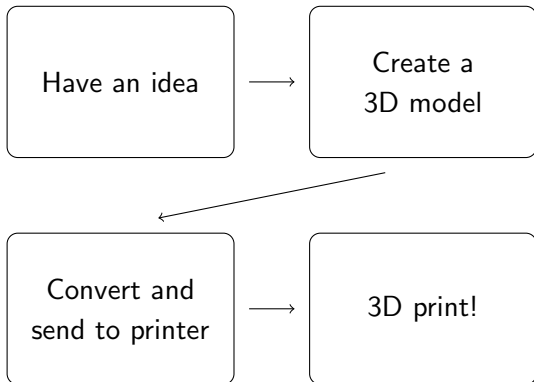 Have an idea
Create a
3D model
Convert and
send to printer
3D print!